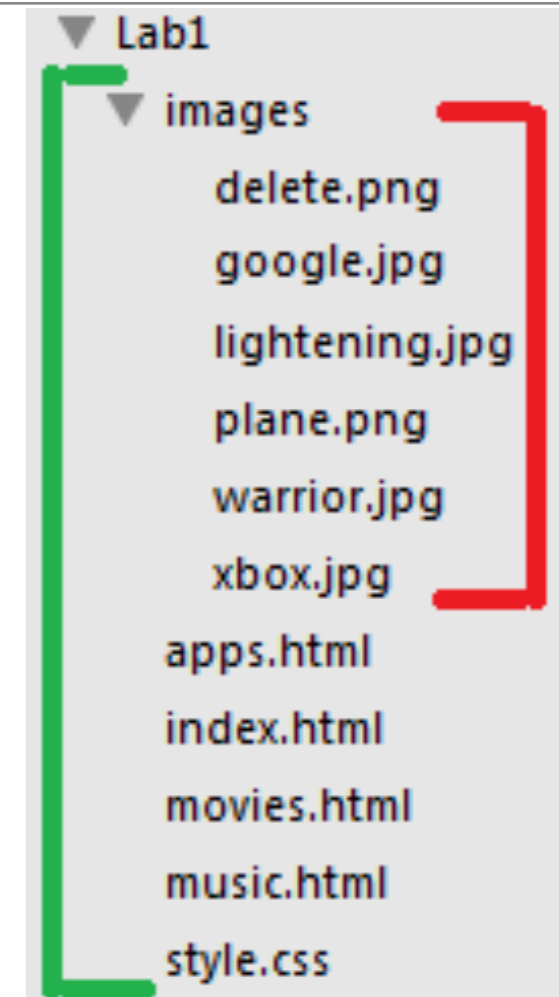 Lab1
images
delete.png
google.jpg
lightening.jpg
plane.png
warrior.jpg
xbox.jpg
apps.html
index.html
movies.html
music.html
style.css